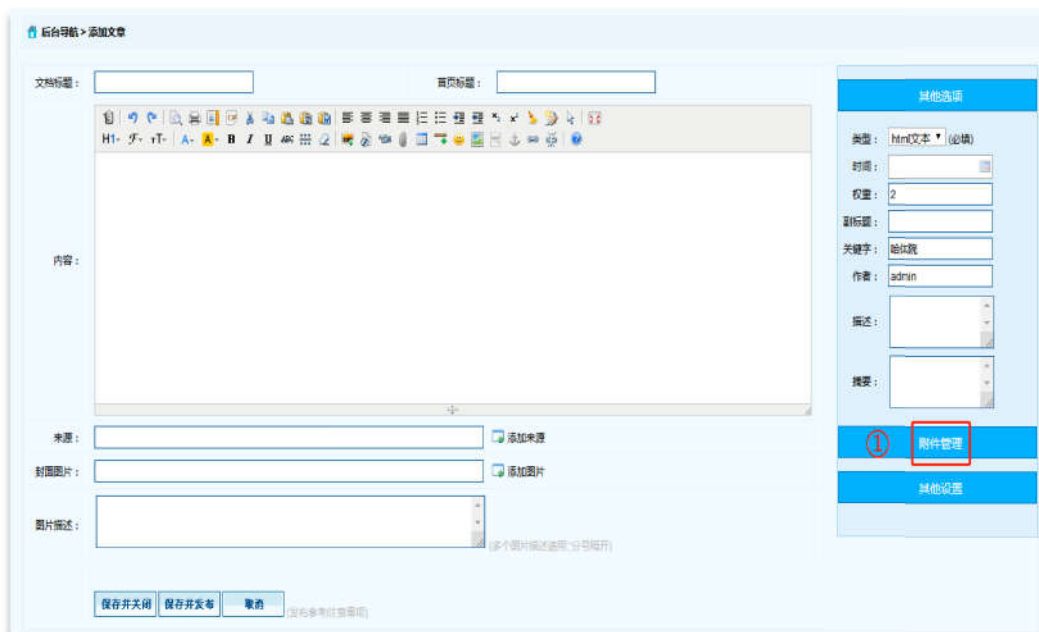 后台导航 > 添加文章
文档标题：
首页标题：
其他选项
类型： html文本 (必填)
时间：
权重： 2
副标题：
关键字： 哈体院
作者： admin
内容：
描述：
摘要：
来源： 添加来源
① 附件管理
封面图片： 添加图片
其他设置
图片描述：
(多个图片描述请用";"分号隔开)
保存并关闭 保存并发布 取消